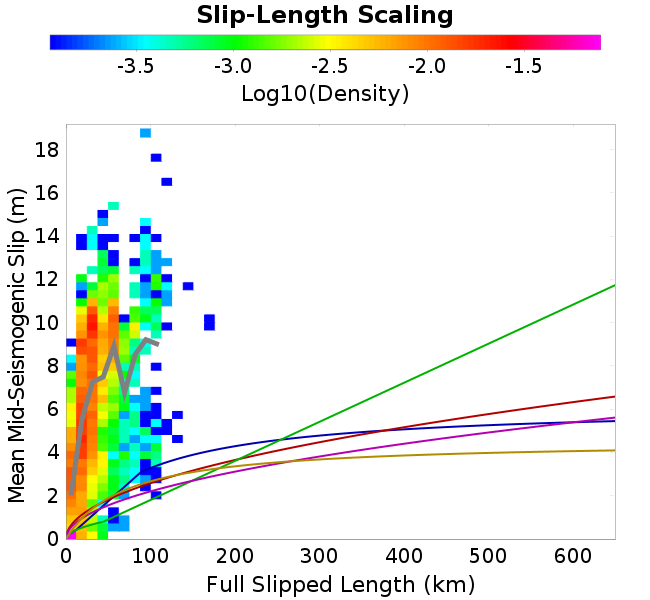 Slip-Length Scaling
-3.5 -3.0 -2.5 -2.0 -1.5
Log10(Density)
Mean Mid-Seismogenic Slip (m)
18
16
14
12
10
8
6
4
2
0
0 100 200 300 400 500 600
Full Slipped Length (km)